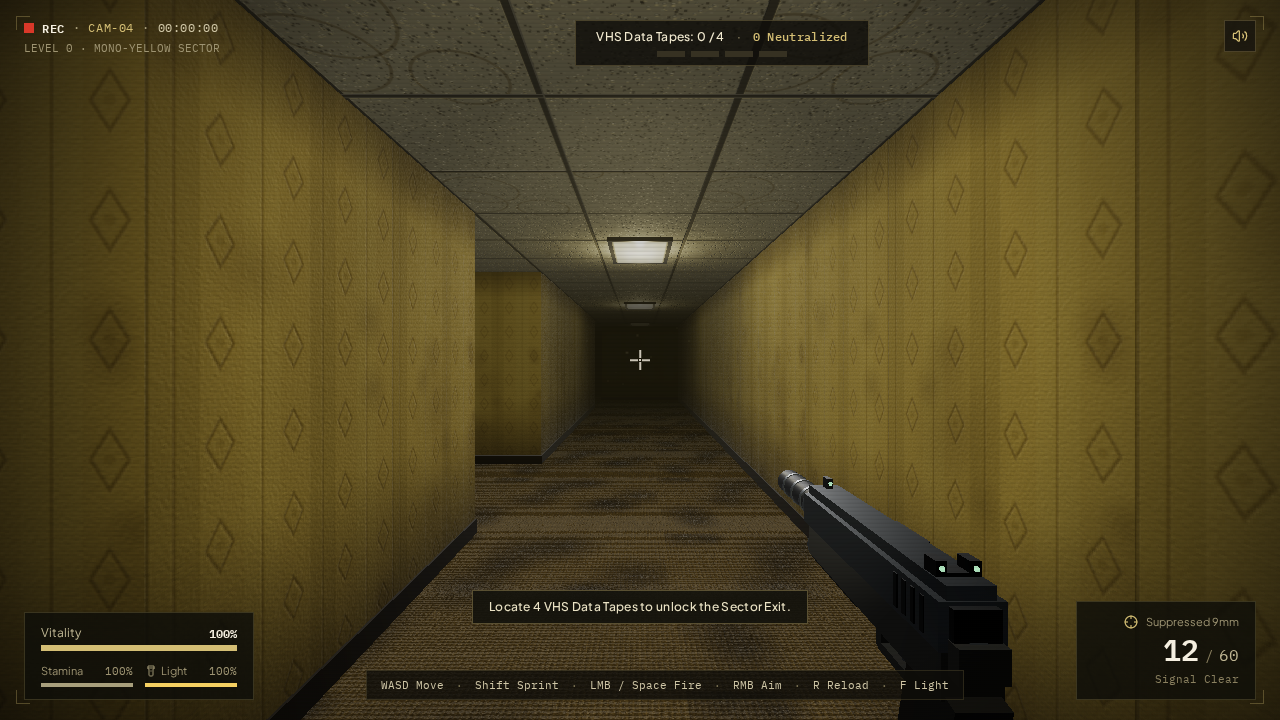 REC · CAM-04 · 00:00:00
LEVEL 0 · MONO-YELLOW SECTOR
VHS Data Tapes: 0 / 4 · 0 Neutralized
Locate 4 VHS Data Tapes to unlock the Sector Exit.
Vitality 100%
Stamina 100% Light 100%
WASD Move · Shift Sprint · LMB / Space Fire · RMB Aim · R Reload · F Light
Suppressed 9mm
12 / 60
Signal Clear